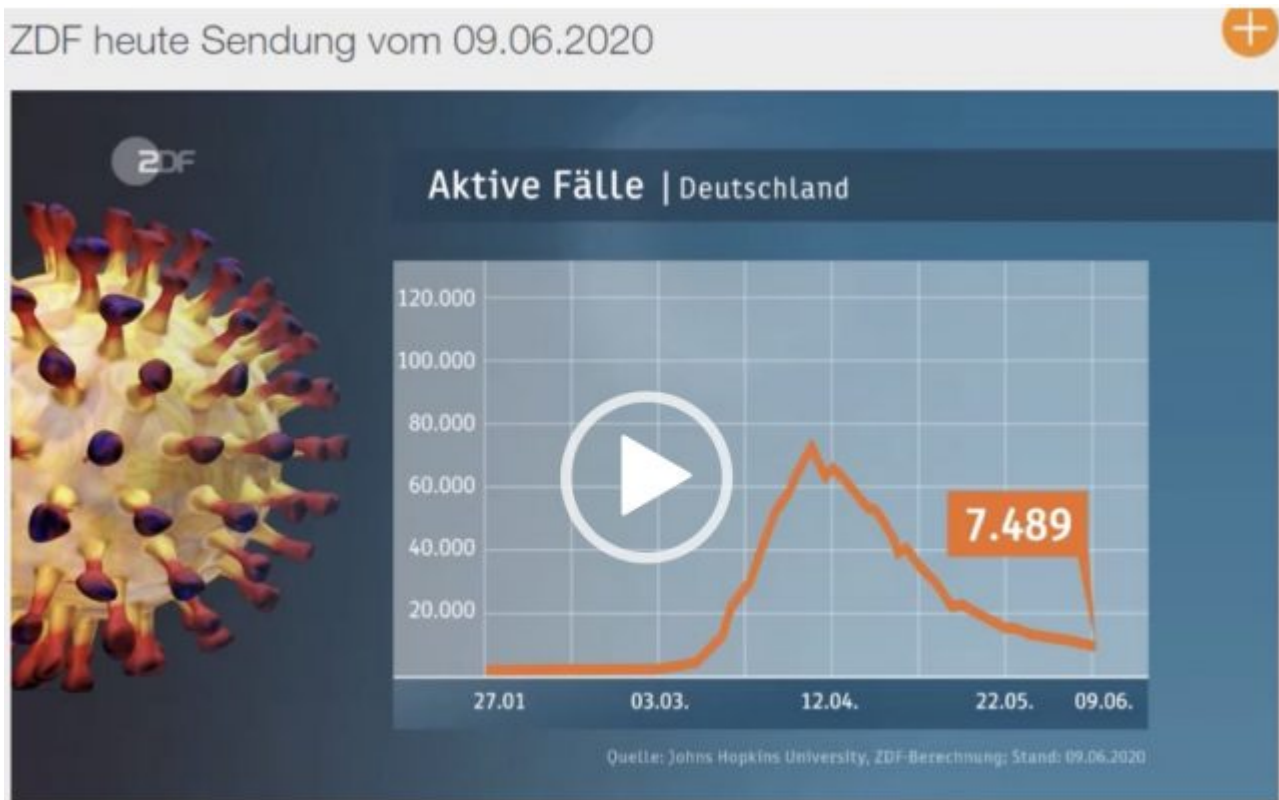 ZDF heute Sendung vom 09.06.2020
ZDF
Aktive Fälle | Deutschland
120.000
100.000
80.000
60.000
40.000
20.000
7.489
27.01 03.03. 12.04. 22.05. 09.06.
Quelle: Johns Hopkins University, ZDF-Berechnung; Stand: 09.06.2020